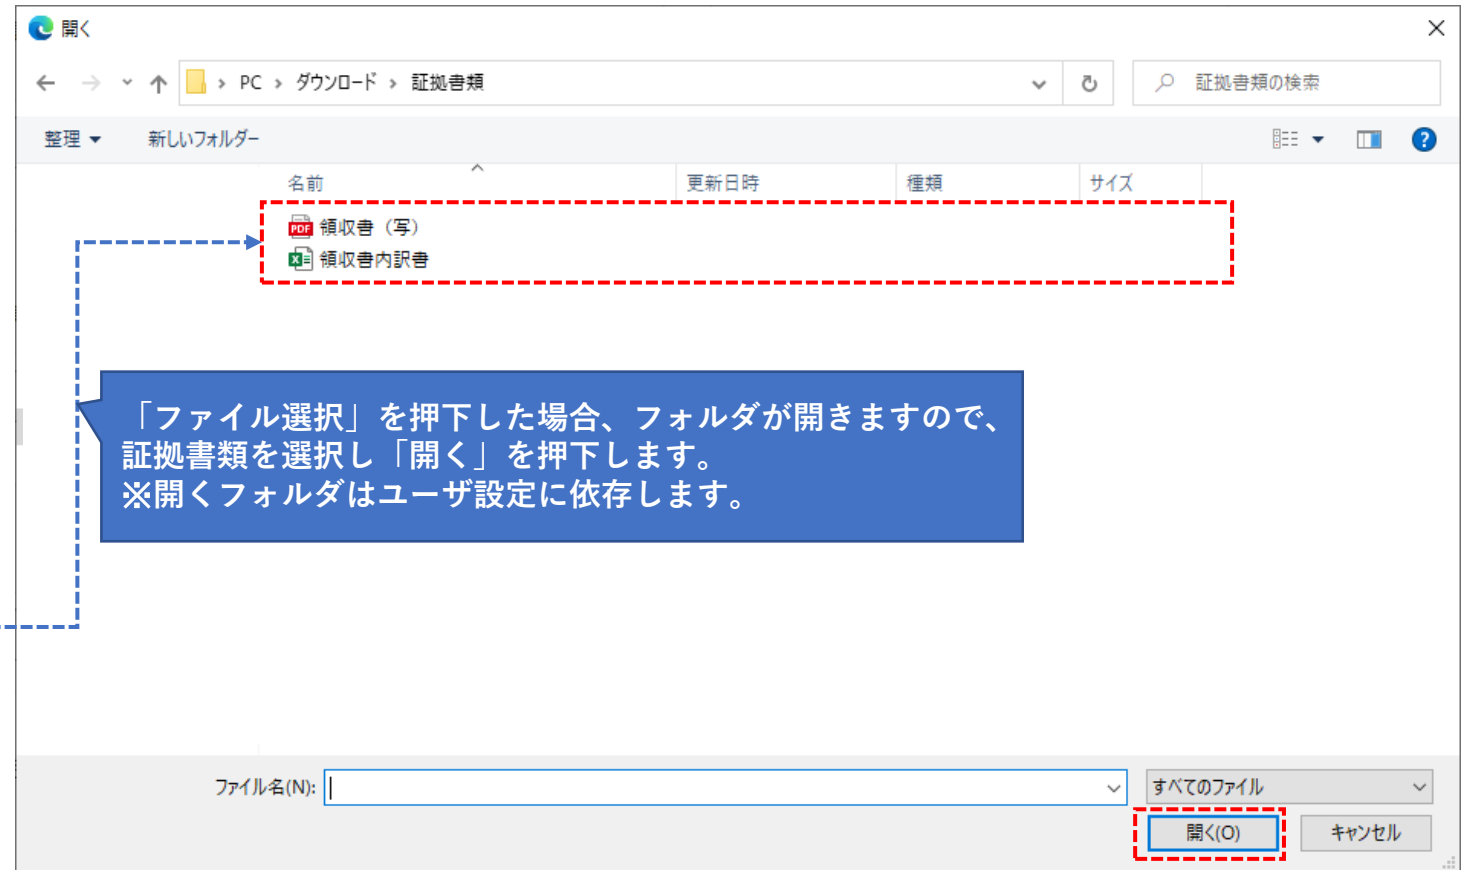 開く
PC › ダウンロード › 証拠書類
証拠書類の検索
整理 新しいフォルダー
名前 更新日時 種類 サイズ
PDF 領収書（写）
領収書内訳書
「ファイル選択」を押下した場合、フォルダが開きますので、
証拠書類を選択し「開く」を押下します。
※開くフォルダはユーザ設定に依存します。
ファイル名(N):
すべてのファイル
開く(O) キャンセル